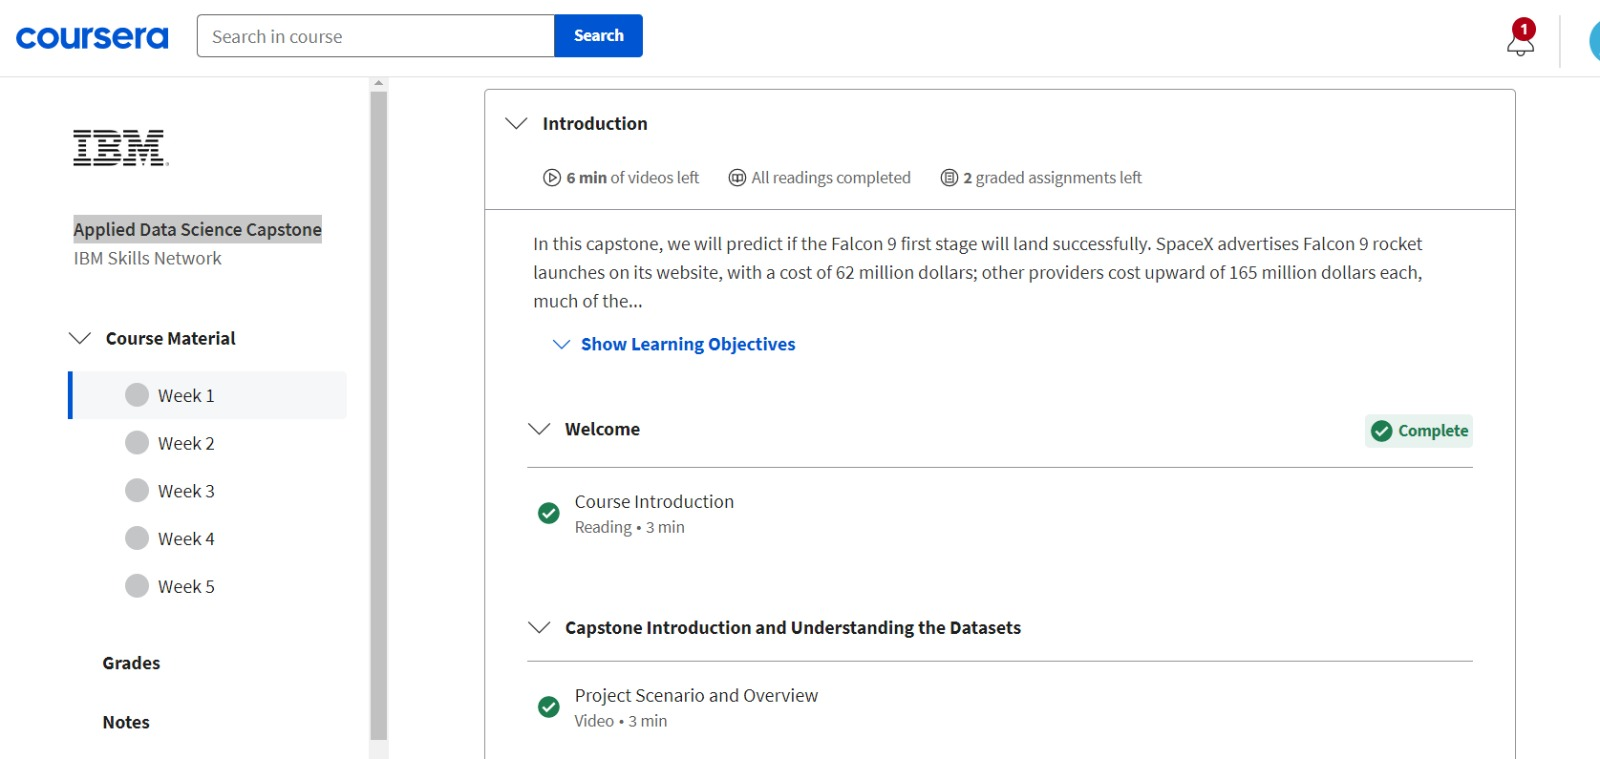 coursera
Search in course
Search
1
IBM
Applied Data Science Capstone
IBM Skills Network
Course Material
Week 1
Week 2
Week 3
Week 4
Week 5
Grades
Notes
Introduction
6 min of videos left
All readings completed
2 graded assignments left
In this capstone, we will predict if the Falcon 9 first stage will land successfully. SpaceX advertises Falcon 9 rocket
launches on its website, with a cost of 62 million dollars; other providers cost upward of 165 million dollars each,
much of the...
Show Learning Objectives
Welcome
Complete
Course Introduction
Reading • 3 min
Capstone Introduction and Understanding the Datasets
Project Scenario and Overview
Video • 3 min